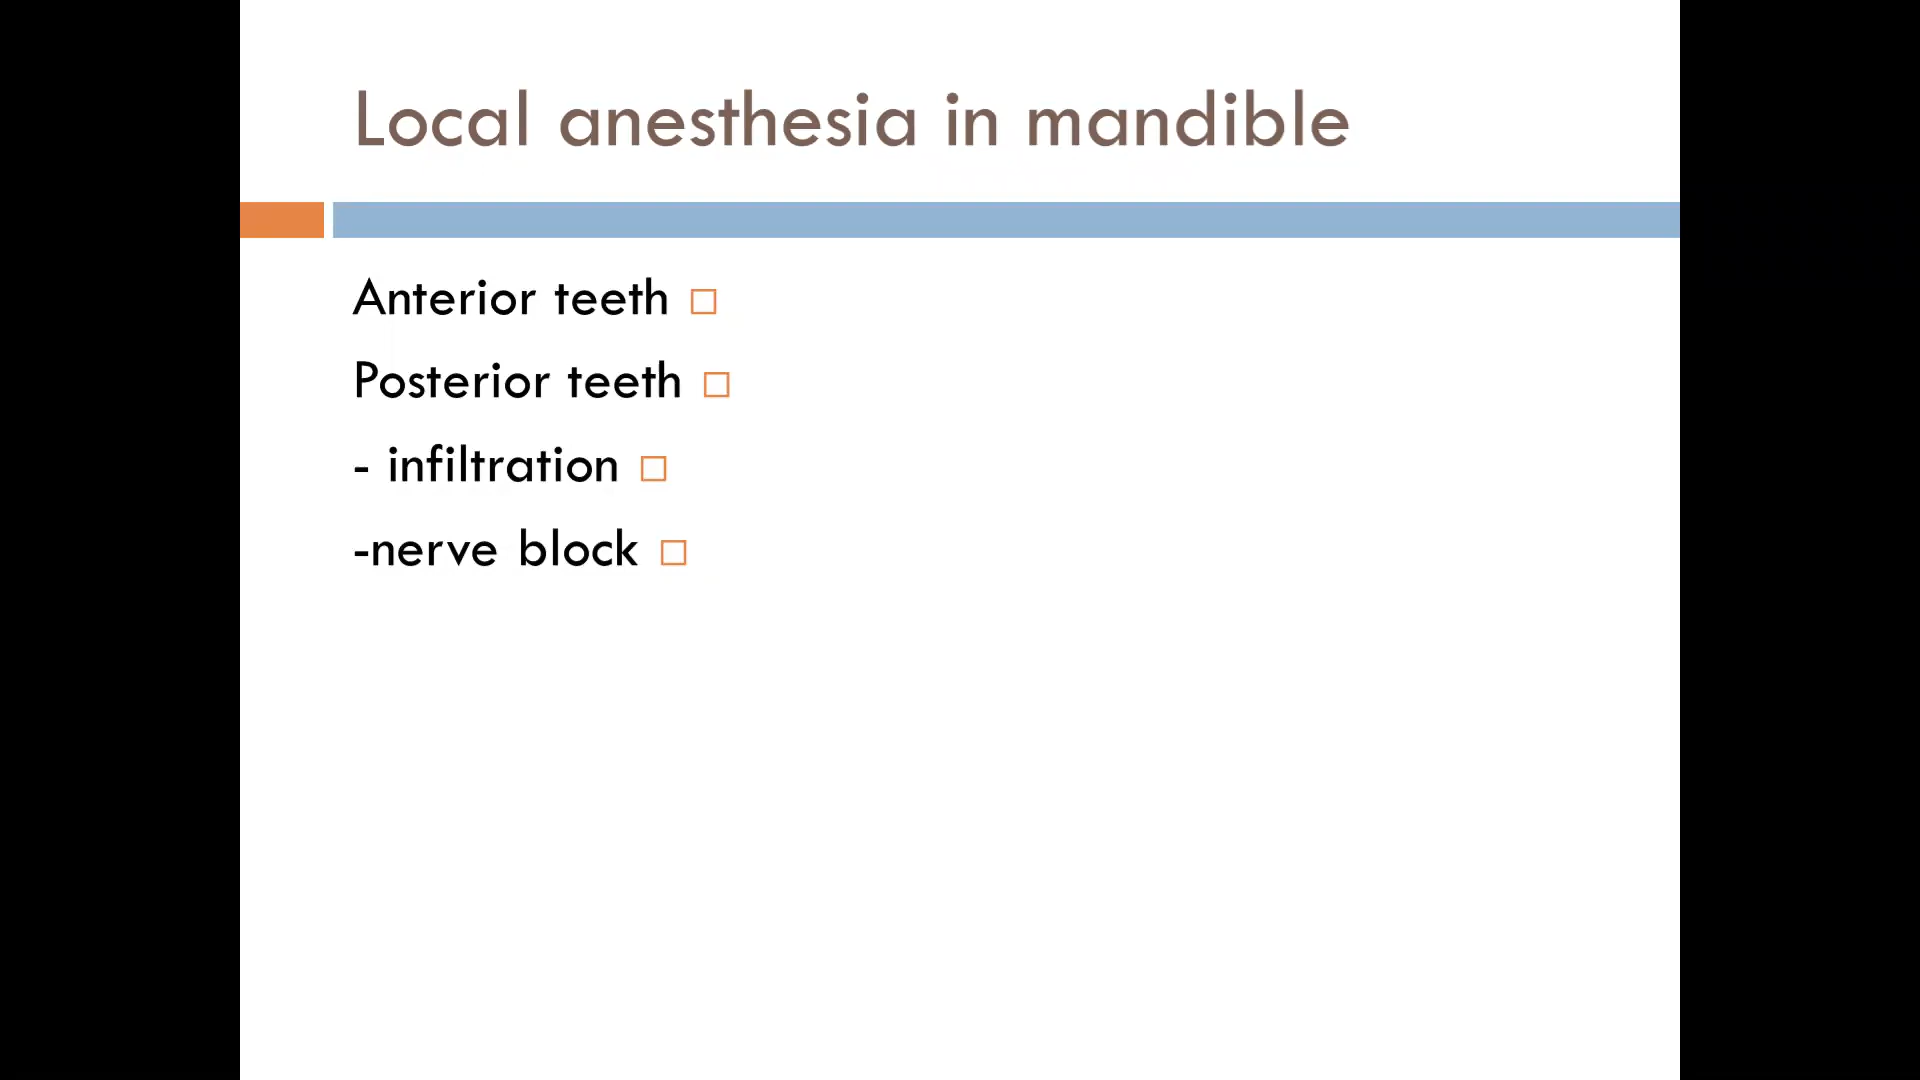 Local anesthesia in mandible
Anterior teeth
Posterior teeth
- infiltration
-nerve block